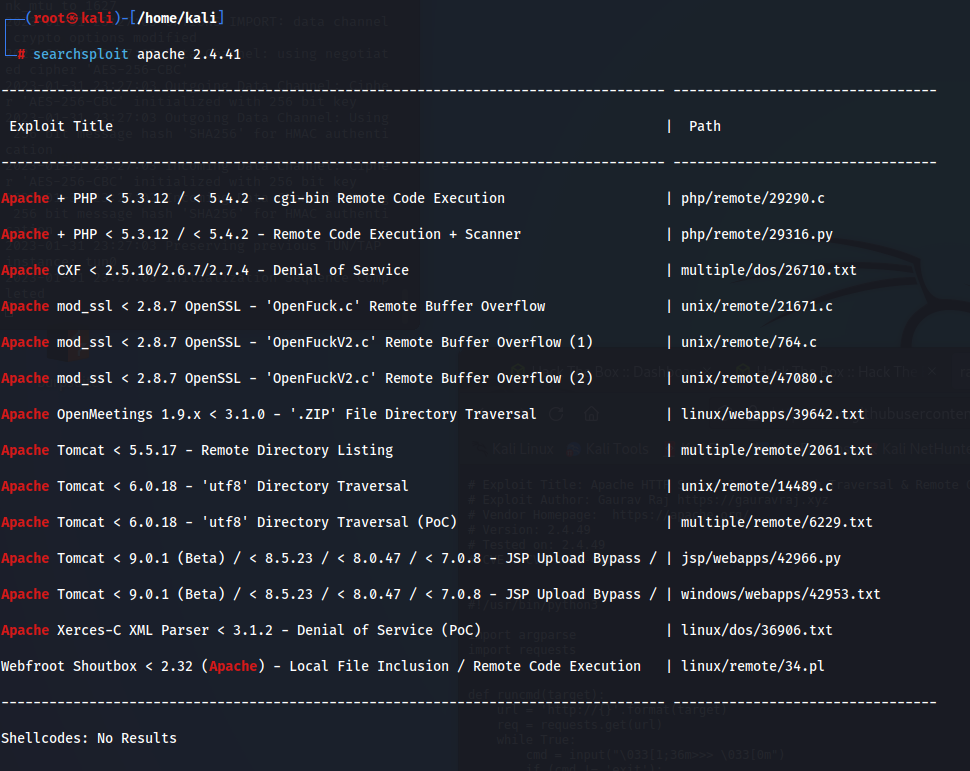 (root㉿kali)-[/home/kali]
# searchsploit apache 2.4.41
Exploit Title | Path
Apache + PHP < 5.3.12 / < 5.4.2 - cgi-bin Remote Code Execution | php/remote/29290.c
Apache + PHP < 5.3.12 / < 5.4.2 - Remote Code Execution + Scanner | php/remote/29316.py
Apache CXF < 2.5.10/2.6.7/2.7.4 - Denial of Service | multiple/dos/26710.txt
Apache mod_ssl < 2.8.7 OpenSSL - 'OpenFuck.c' Remote Buffer Overflow | unix/remote/21671.c
Apache mod_ssl < 2.8.7 OpenSSL - 'OpenFuckV2.c' Remote Buffer Overflow (1) | unix/remote/764.c
Apache mod_ssl < 2.8.7 OpenSSL - 'OpenFuckV2.c' Remote Buffer Overflow (2) | unix/remote/47080.c
Apache OpenMeetings 1.9.x < 3.1.0 - '.ZIP' File Directory Traversal | linux/webapps/39642.txt
Apache Tomcat < 5.5.17 - Remote Directory Listing | multiple/remote/2061.txt
Apache Tomcat < 6.0.18 - 'utf8' Directory Traversal | unix/remote/14489.c
Apache Tomcat < 6.0.18 - 'utf8' Directory Traversal (PoC) | multiple/remote/6229.txt
Apache Tomcat < 9.0.1 (Beta) / < 8.5.23 / < 8.0.47 / < 7.0.8 - JSP Upload Bypass / | jsp/webapps/42966.py
Apache Tomcat < 9.0.1 (Beta) / < 8.5.23 / < 8.0.47 / < 7.0.8 - JSP Upload Bypass / | windows/webapps/42953.txt
Apache Xerces-C XML Parser < 3.1.2 - Denial of Service (PoC) | linux/dos/36906.txt
Webfroot Shoutbox < 2.32 (Apache) - Local File Inclusion / Remote Code Execution | linux/remote/34.pl
Shellcodes: No Results